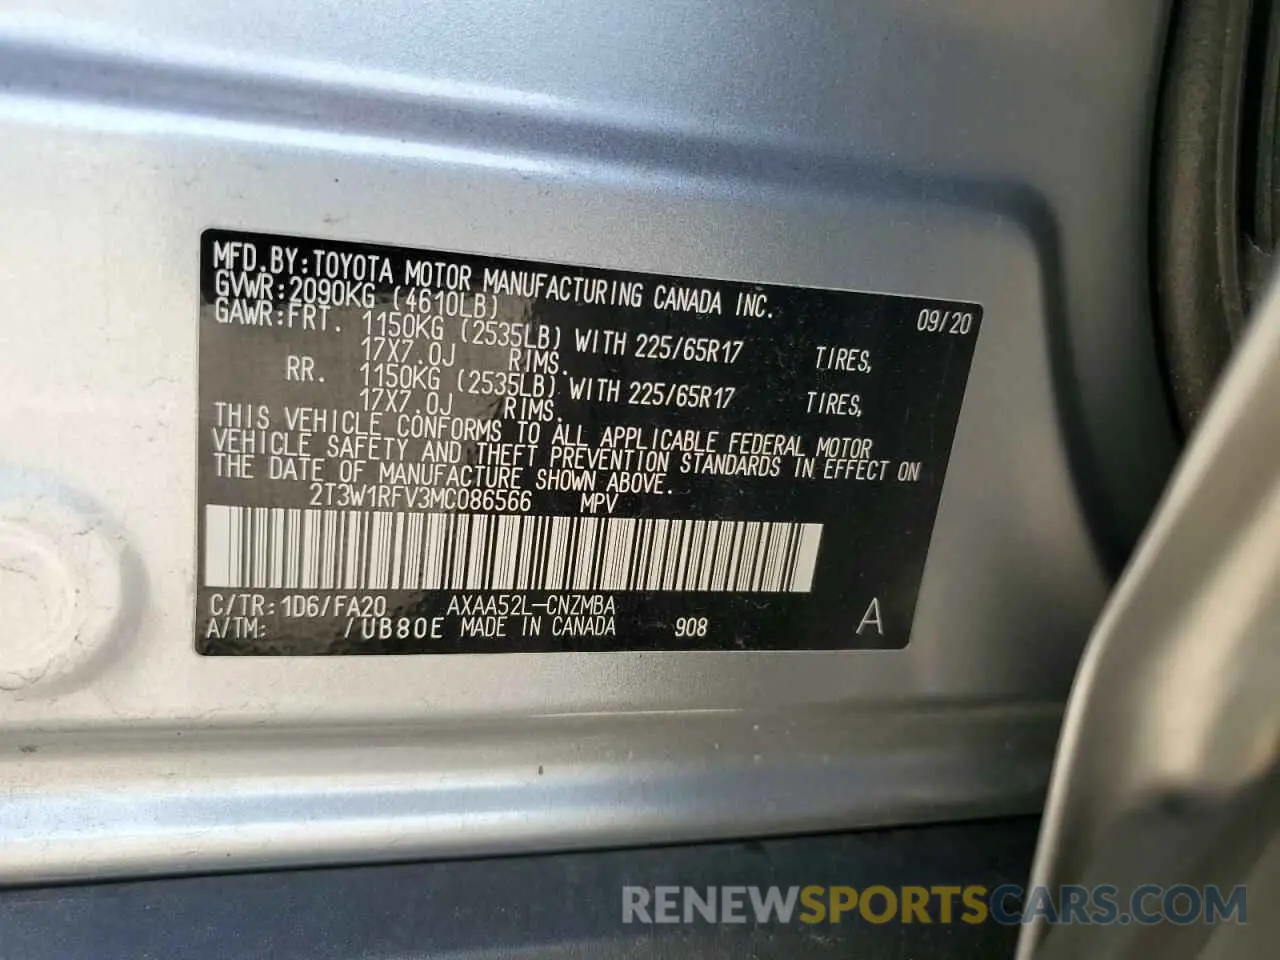 MFD.BY:TOYOTA MOTOR MANUFACTURING CANADA INC.
GVWR:2090KG (4610LB) 09/20
GAWR:FRT. 1150KG (2535LB) WITH 225/65R17 TIRES,
17X7.0J RIMS.
RR. 1150KG (2535LB) WITH 225/65R17 TIRES,
17X7.0J RIMS.
THIS VEHICLE CONFORMS TO ALL APPLICABLE FEDERAL MOTOR
VEHICLE SAFETY AND THEFT PREVENTION STANDARDS IN EFFECT ON
THE DATE OF MANUFACTURE SHOWN ABOVE.
2T3W1RFV3MC086566 MPV
C/TR:1D6/FA20 AXAA52L-CNZMBA
A/TM: /UB80E MADE IN CANADA 908 A
RENEWSPORTSCARS.COM